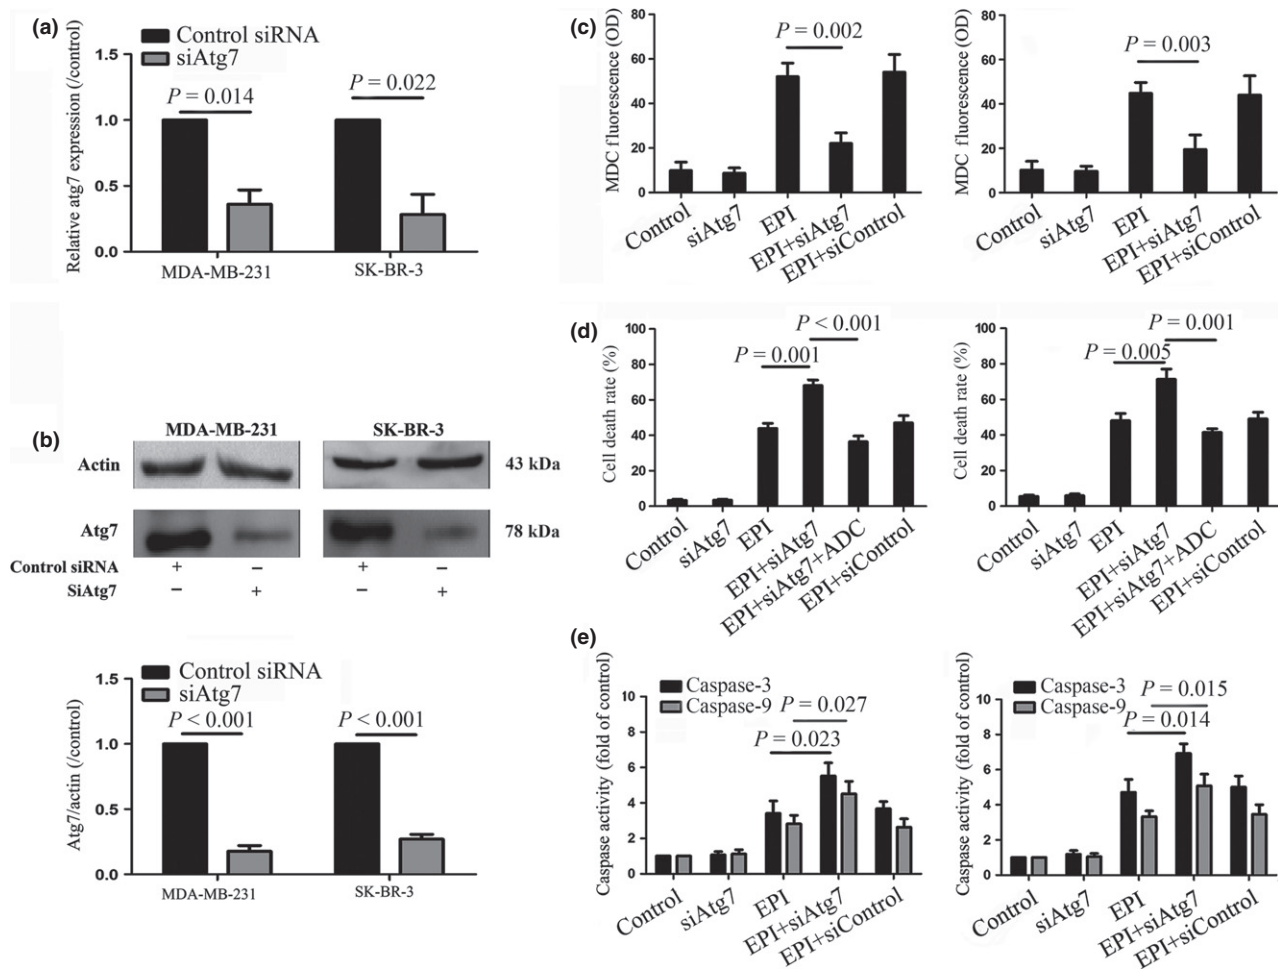 (a)
Control siRNA
siAtg7
Relative atg7 expression (/control)
1.5
1.0
0.5
0.0
P = 0.014
P = 0.022
MDA-MB-231
SK-BR-3
(b)
MDA-MB-231
SK-BR-3
Actin
43 kDa
Atg7
78 kDa
Control siRNA + − + −
SiAtg7 − + − +
Control siRNA
siAtg7
Atg7/actin (/control)
1.5
1.0
0.5
0.0
P < 0.001
P < 0.001
MDA-MB-231
SK-BR-3
(c)
MDC fluorescence (OD)
80
60
40
20
0
P = 0.002
Control
siAtg7
EPI
EPI+siAtg7
EPI+siControl
MDC fluorescence (OD)
80
60
40
20
0
P = 0.003
Control
siAtg7
EPI
EPI+siAtg7
EPI+siControl
(d)
Cell death rate (%)
100
80
60
40
20
0
P < 0.001
P = 0.001
Control
siAtg7
EPI
EPI+siAtg7
EPI+siAtg7+ADC
EPI+siControl
Cell death rate (%)
100
80
60
40
20
0
P = 0.001
P = 0.005
Control
siAtg7
EPI
EPI+siAtg7
EPI+siAtg7+ADC
EPI+siControl
(e)
Caspase activity (fold of control)
10
8
6
4
2
0
Caspase-3
Caspase-9
P = 0.027
P = 0.023
Control
siAtg7
EPI
EPI+siAtg7
EPI+siControl
Caspase activity (fold of control)
10
8
6
4
2
0
Caspase-3
Caspase-9
P = 0.015
P = 0.014
Control
siAtg7
EPI
EPI+siAtg7
EPI+siControl